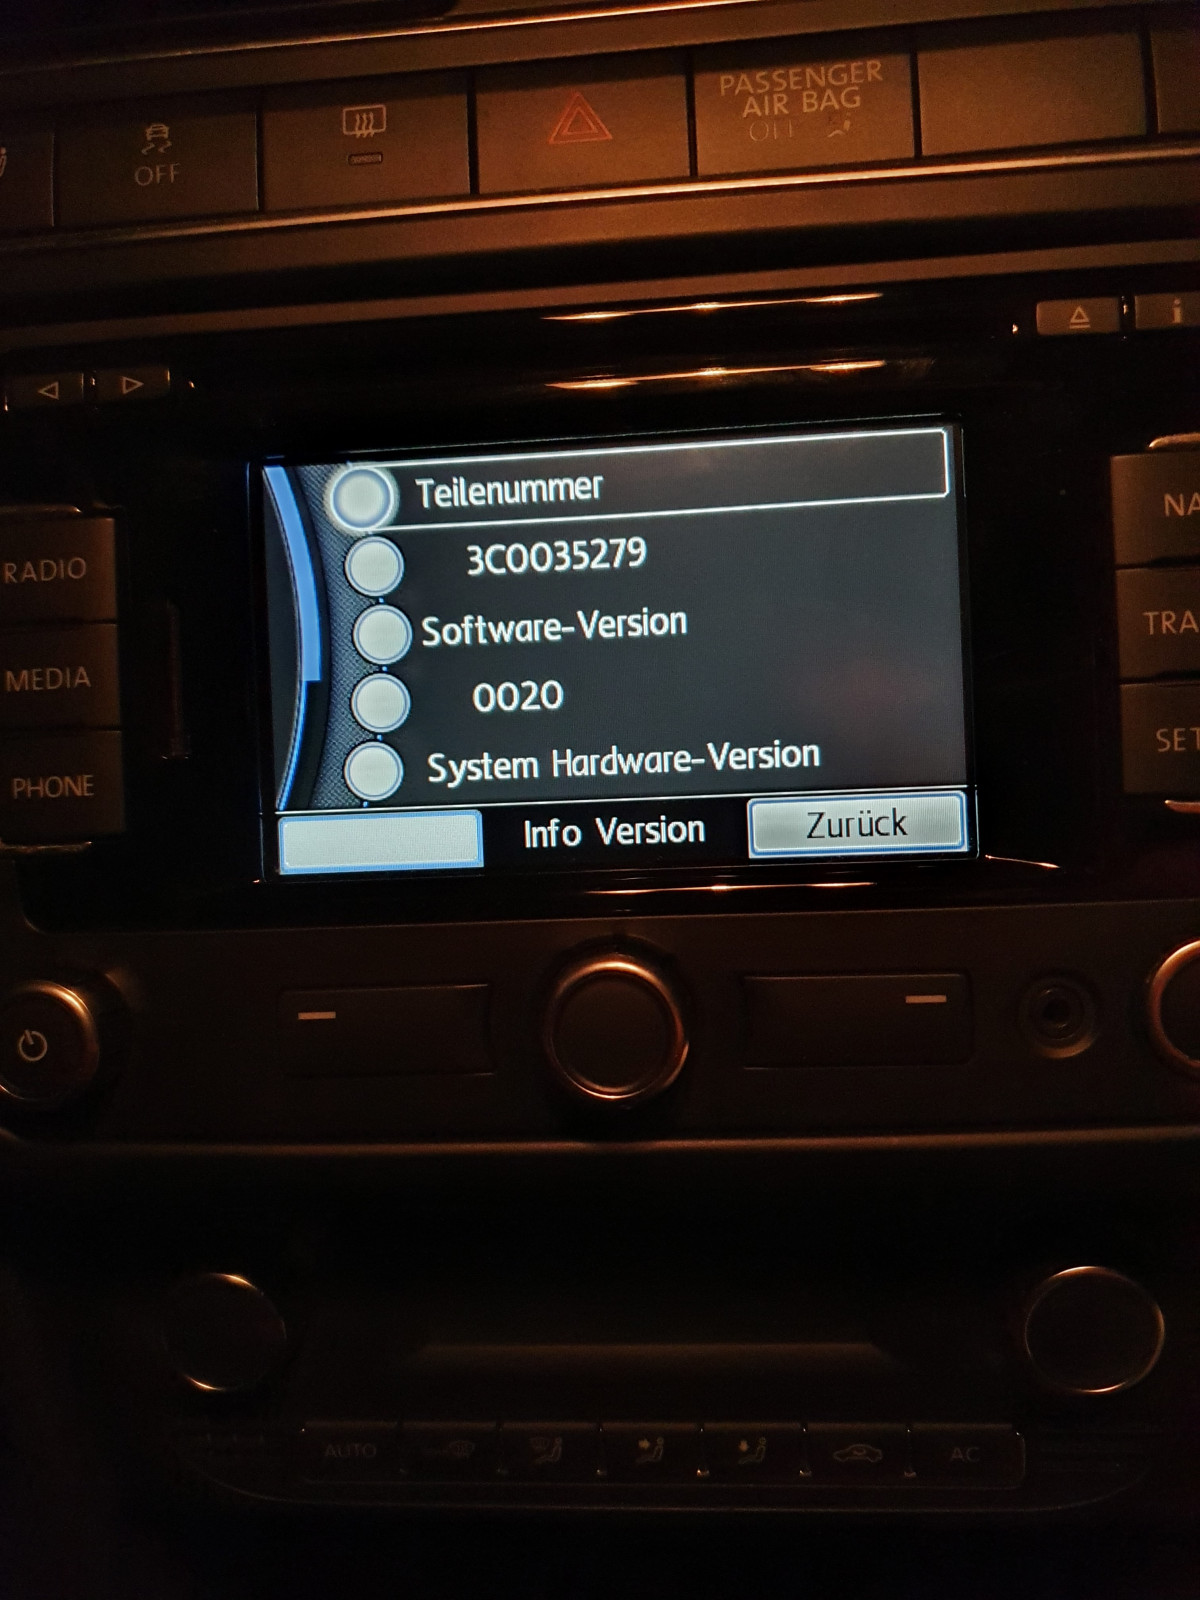 OFF
PASSENGER
AIR BAG
OFF
i
RADIO
MEDIA
PHONE
Teilenummer
3C0035279
Software-Version
0020
System Hardware-Version
Info Version
Zurück
NA
TRA
SET
AUTO
AC